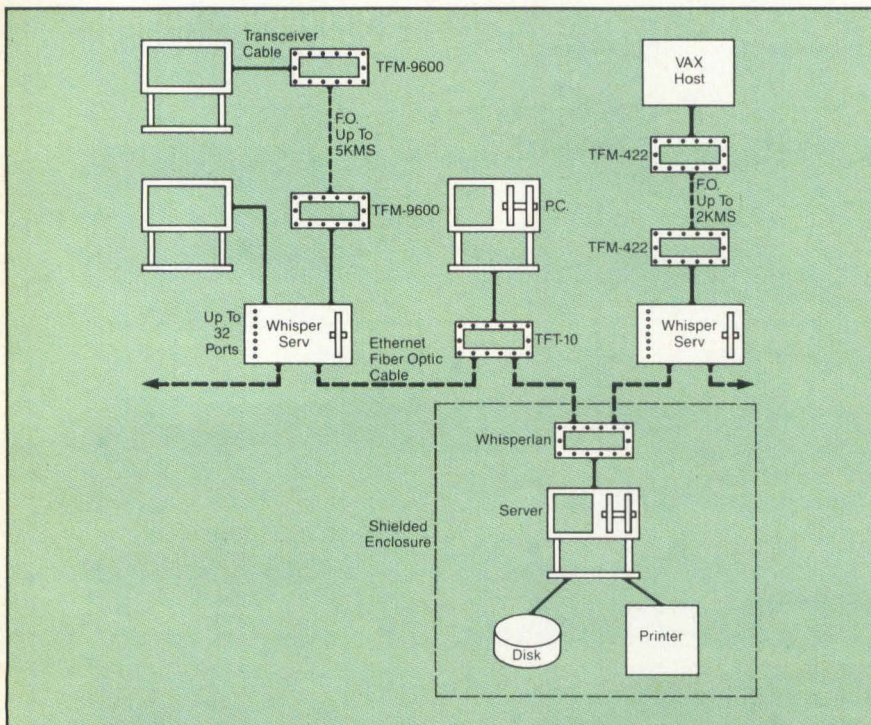 Transceiver
Cable
TFM-9600
F.O.
Up To
5KMS
TFM-9600
Up To
32
Ports
Whisper
Serv
Ethernet
Fiber Optic
Cable
P.C.
TFT-10
VAX
Host
TFM-422
F.O.
Up To
2KMS
TFM-422
Whisper
Serv
Whisperlan
Server
Shielded
Enclosure
Disk
Printer